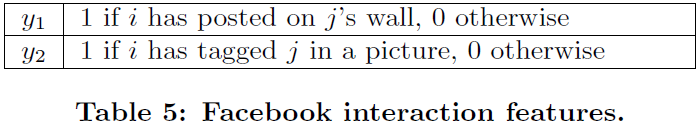 y1 1 if i has posted on j's wall, 0 otherwise
y2 1 if i has tagged j in a picture, 0 otherwise
Table 5: Facebook interaction features.